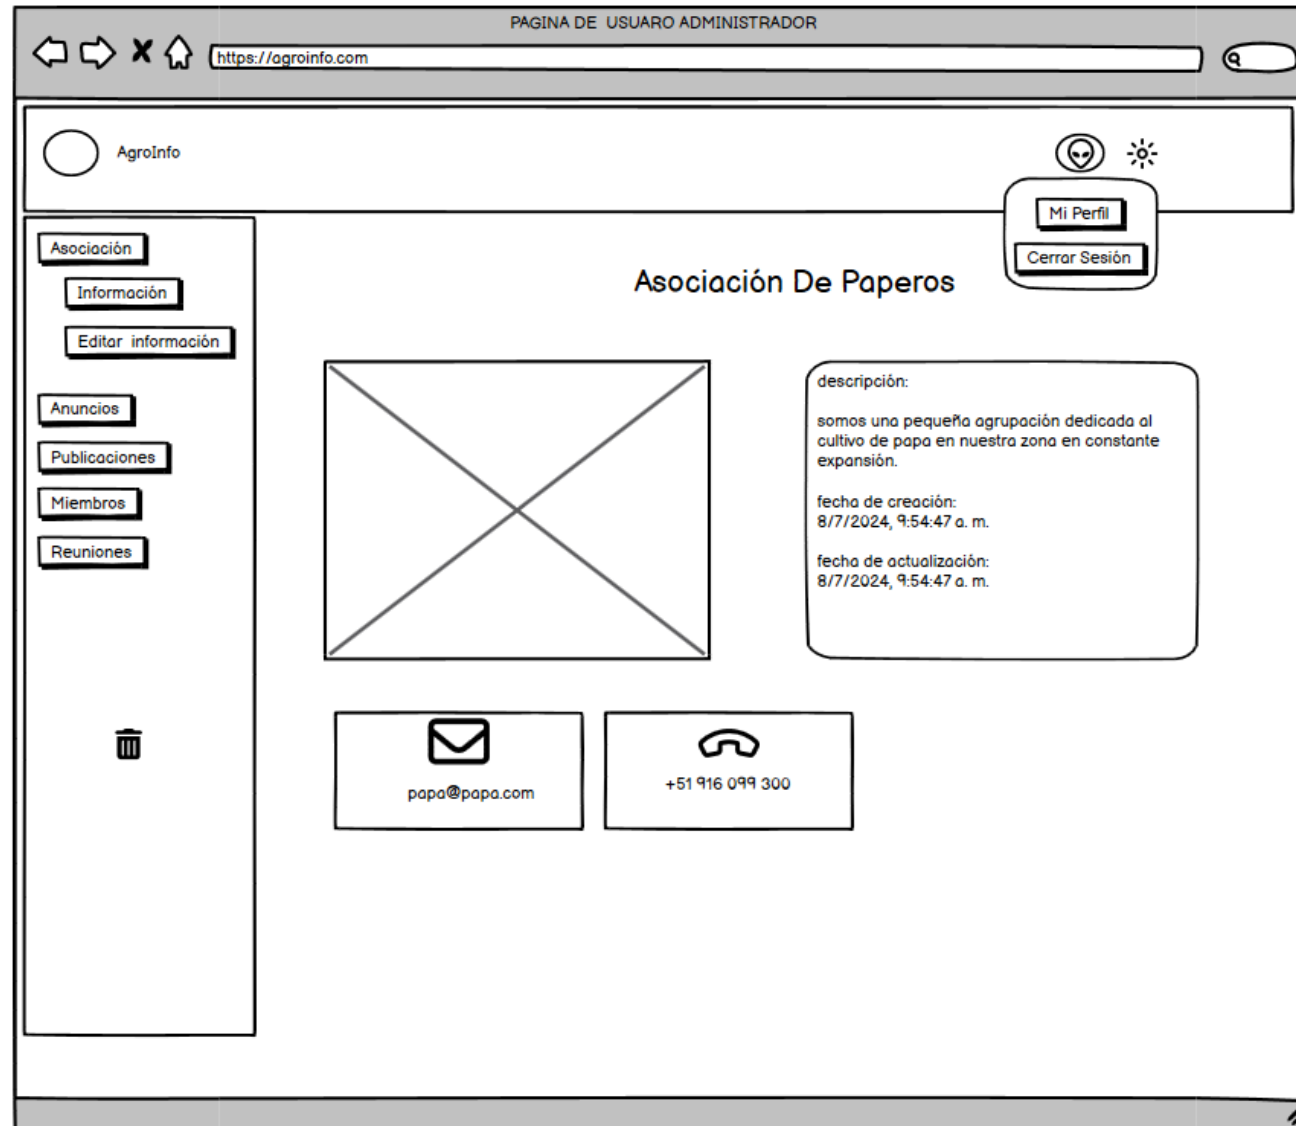 PAGINA DE USUARO ADMINISTRADOR
https://agroinfo.com
AgroInfo
Mi Perfil
Cerrar Sesión
Asociación
Información
Editar información
Anuncios
Publicaciones
Miembros
Reuniones
Asociación De Paperos
descripción:
somos una pequeña agrupación dedicada al
cultivo de papa en nuestra zona en constante
expansión.
fecha de creación:
8/7/2024, 9:54:47 a. m.
fecha de actualización:
8/7/2024, 9:54:47 a. m.
papa@papa.com
+51 916 099 300